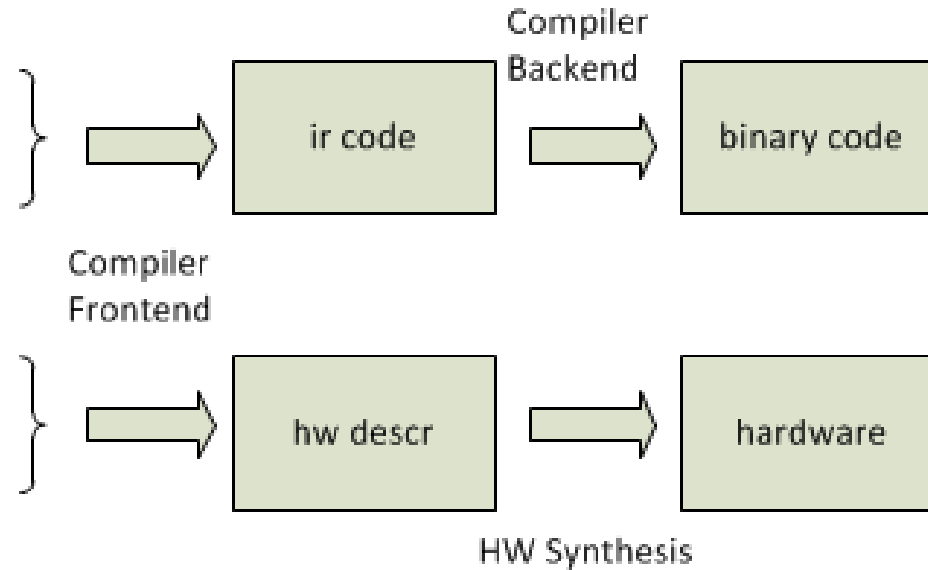 Compiler
Backend
ir code
binary code
Compiler
Frontend
hw descr
hardware
HW Synthesis